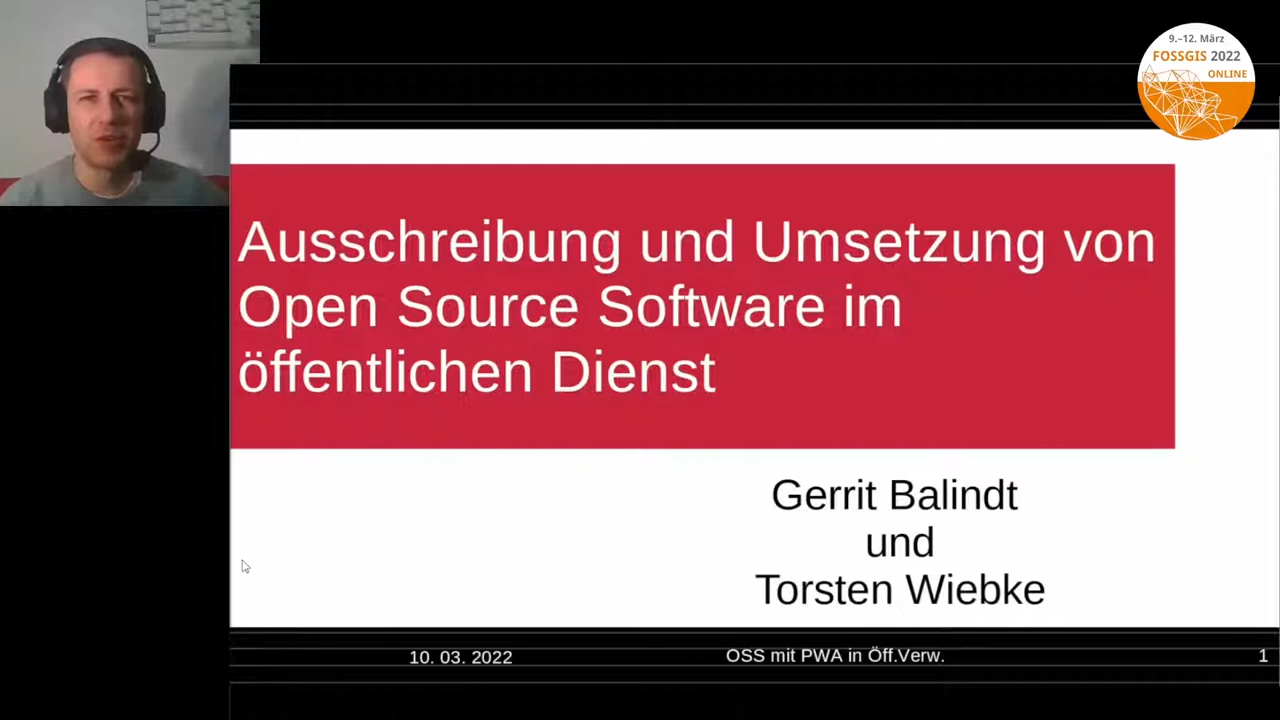 9.–12. März
FOSSGIS 2022
ONLINE
Ausschreibung und Umsetzung von
Open Source Software im
öffentlichen Dienst
Gerrit Balindt
und
Torsten Wiebke
10. 03. 2022
OSS mit PWA in Öff.Verw.
1